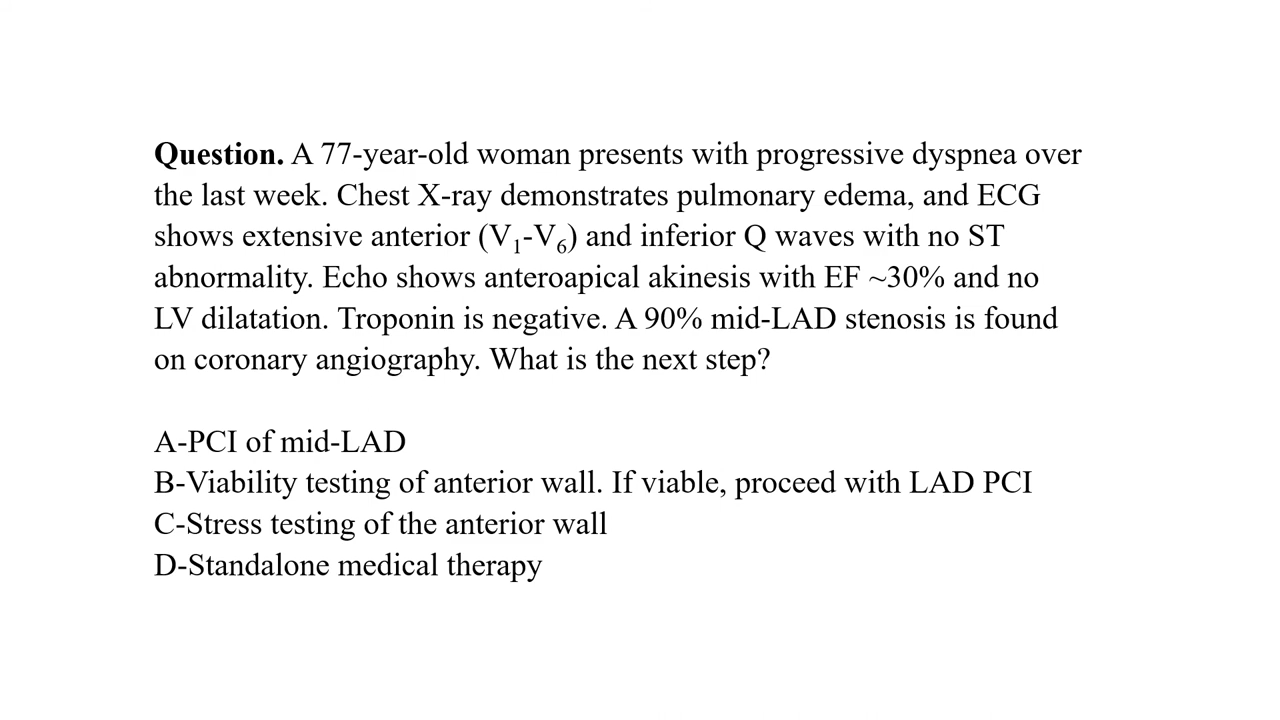 Question. A 77-year-old woman presents with progressive dyspnea over
the last week. Chest X-ray demonstrates pulmonary edema, and ECG
shows extensive anterior (V1-V6) and inferior Q waves with no ST
abnormality. Echo shows anteroapical akinesis with EF ~30% and no
LV dilatation. Troponin is negative. A 90% mid-LAD stenosis is found
on coronary angiography. What is the next step?
A-PCI of mid-LAD
B-Viability testing of anterior wall. If viable, proceed with LAD PCI
C-Stress testing of the anterior wall
D-Standalone medical therapy